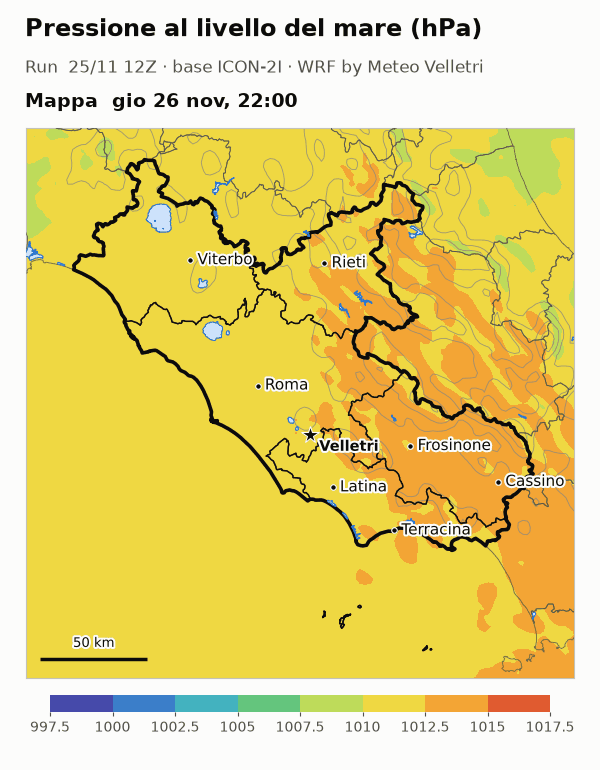 Pressione al livello del mare (hPa)
Run  25/11 12Z · base ICON-2I · WRF by Meteo Velletri
Mappa  gio 26 nov, 22:00
Viterbo
Rieti
Roma
Velletri
Frosinone
Cassino
Latina
Terracina
50 km
997.5 1000 1002.5 1005 1007.5 1010 1012.5 1015 1017.5